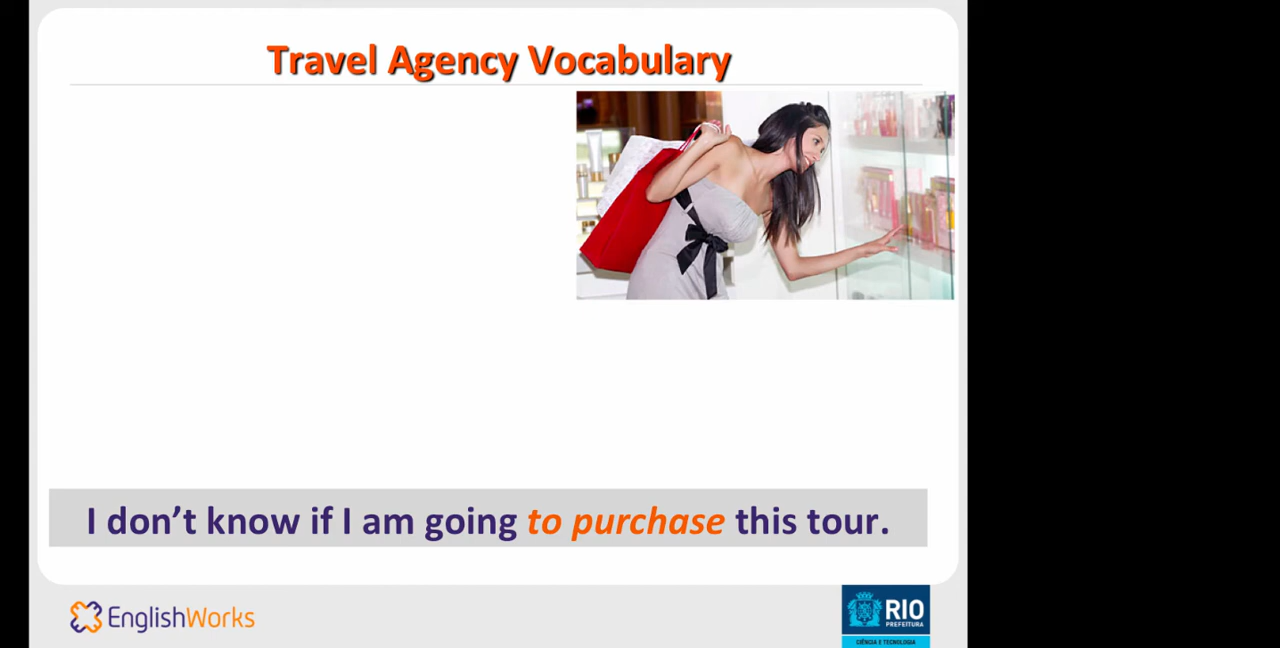 Travel Agency Vocabulary
I don't know if I am going to purchase this tour.
EnglishWorks
RIO
PREFEITURA
CIÊNCIA E TECNOLOGIA